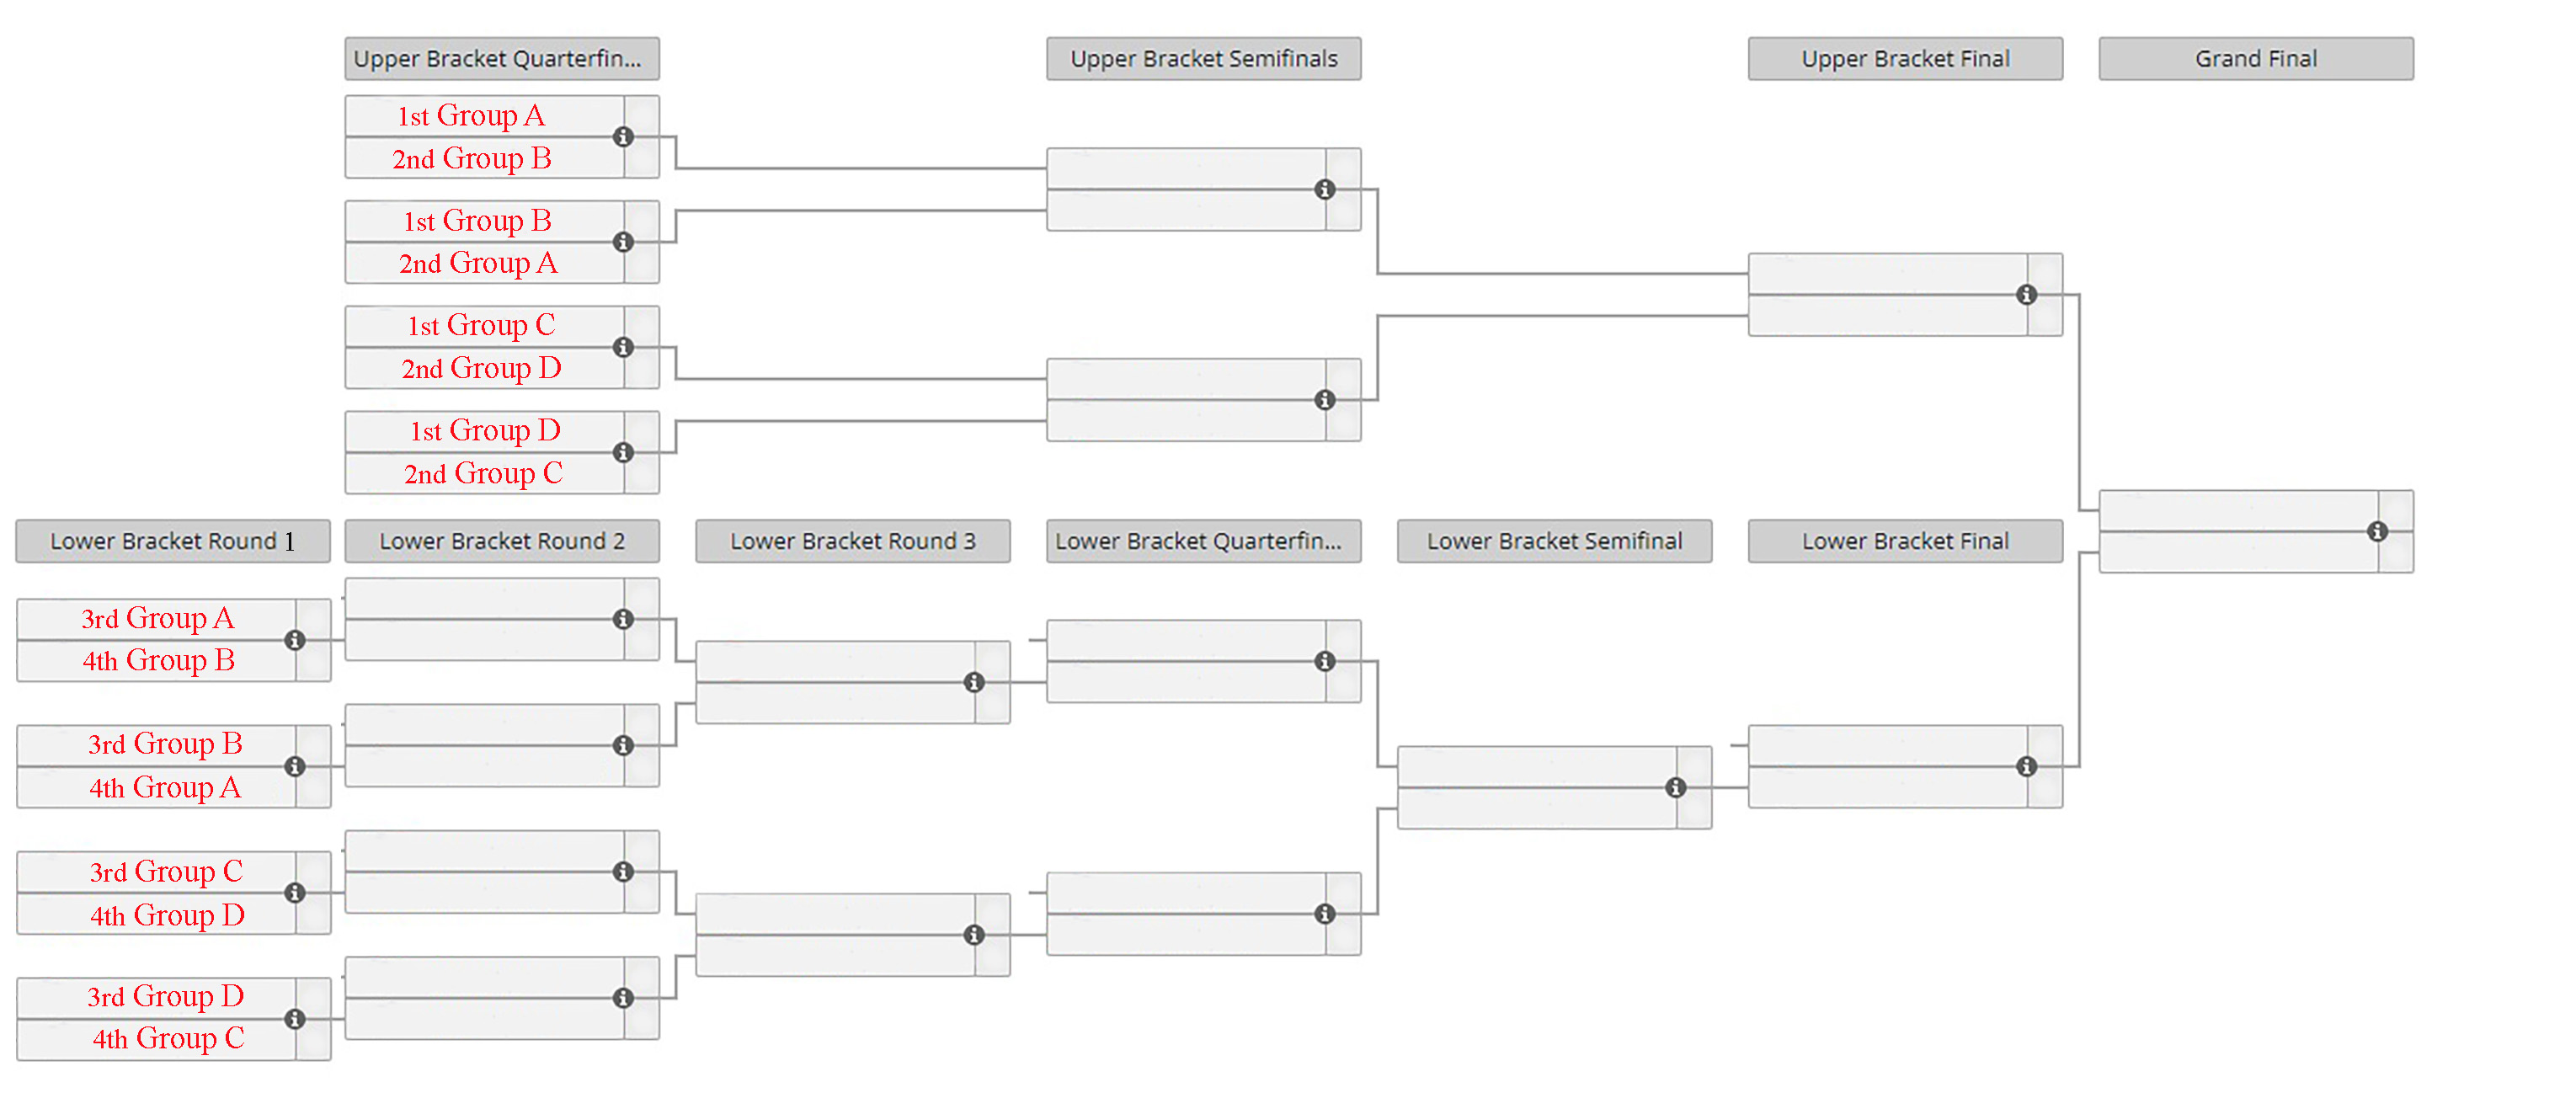 Upper Bracket Quarterfin...
Upper Bracket Semifinals
Upper Bracket Final
Grand Final
1st Group A
2nd Group B
1st Group B
2nd Group A
1st Group C
2nd Group D
1st Group D
2nd Group C
Lower Bracket Round 1
Lower Bracket Round 2
Lower Bracket Round 3
Lower Bracket Quarterfin...
Lower Bracket Semifinal
Lower Bracket Final
3rd Group A
4th Group B
3rd Group B
4th Group A
3rd Group C
4th Group D
3rd Group D
4th Group C